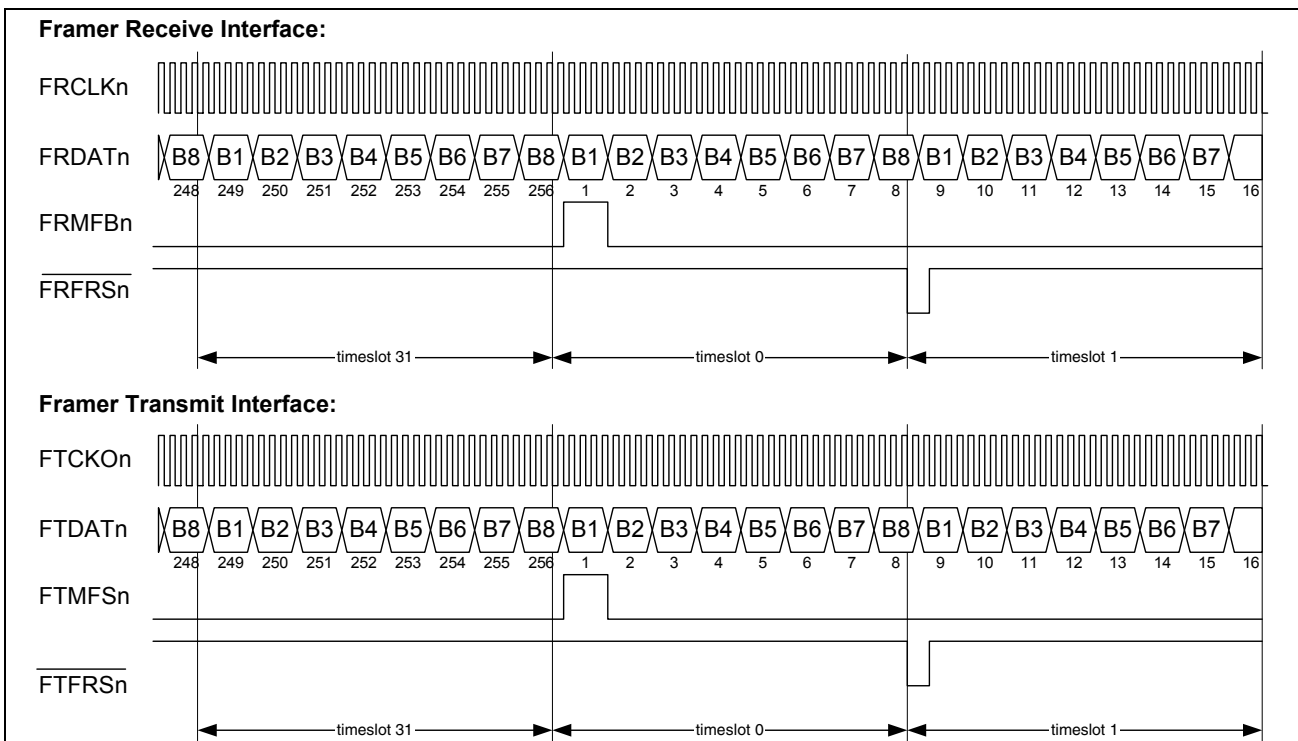 Framer Receive Interface:
FRCLKn
FRDATn B8 B1 B2 B3 B4 B5 B6 B7 B8 B1 B2 B3 B4 B5 B6 B7 B8 B1 B2 B3 B4 B5 B6 B7
248 249 250 251 252 253 254 255 256 1 2 3 4 5 6 7 8 9 10 11 12 13 14 15 16
FRMFBn
FRFRSn
timeslot 31 timeslot 0 timeslot 1
Framer Transmit Interface:
FTCKOn
FTDATn B8 B1 B2 B3 B4 B5 B6 B7 B8 B1 B2 B3 B4 B5 B6 B7 B8 B1 B2 B3 B4 B5 B6 B7
248 249 250 251 252 253 254 255 256 1 2 3 4 5 6 7 8 9 10 11 12 13 14 15 16
FTMFSn
FTFRSn
timeslot 31 timeslot 0 timeslot 1